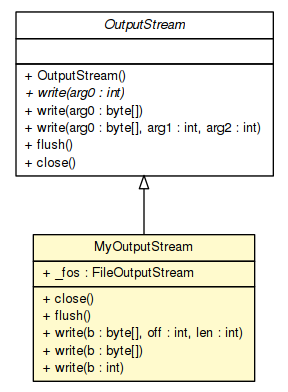 OutputStream
+ OutputStream()
+ write(arg0 : int)
+ write(arg0 : byte[])
+ write(arg0 : byte[], arg1 : int, arg2 : int)
+ flush()
+ close()
MyOutputStream
+ _fos : FileOutputStream
+ close()
+ flush()
+ write(b : byte[], off : int, len : int)
+ write(b : byte[])
+ write(b : int)